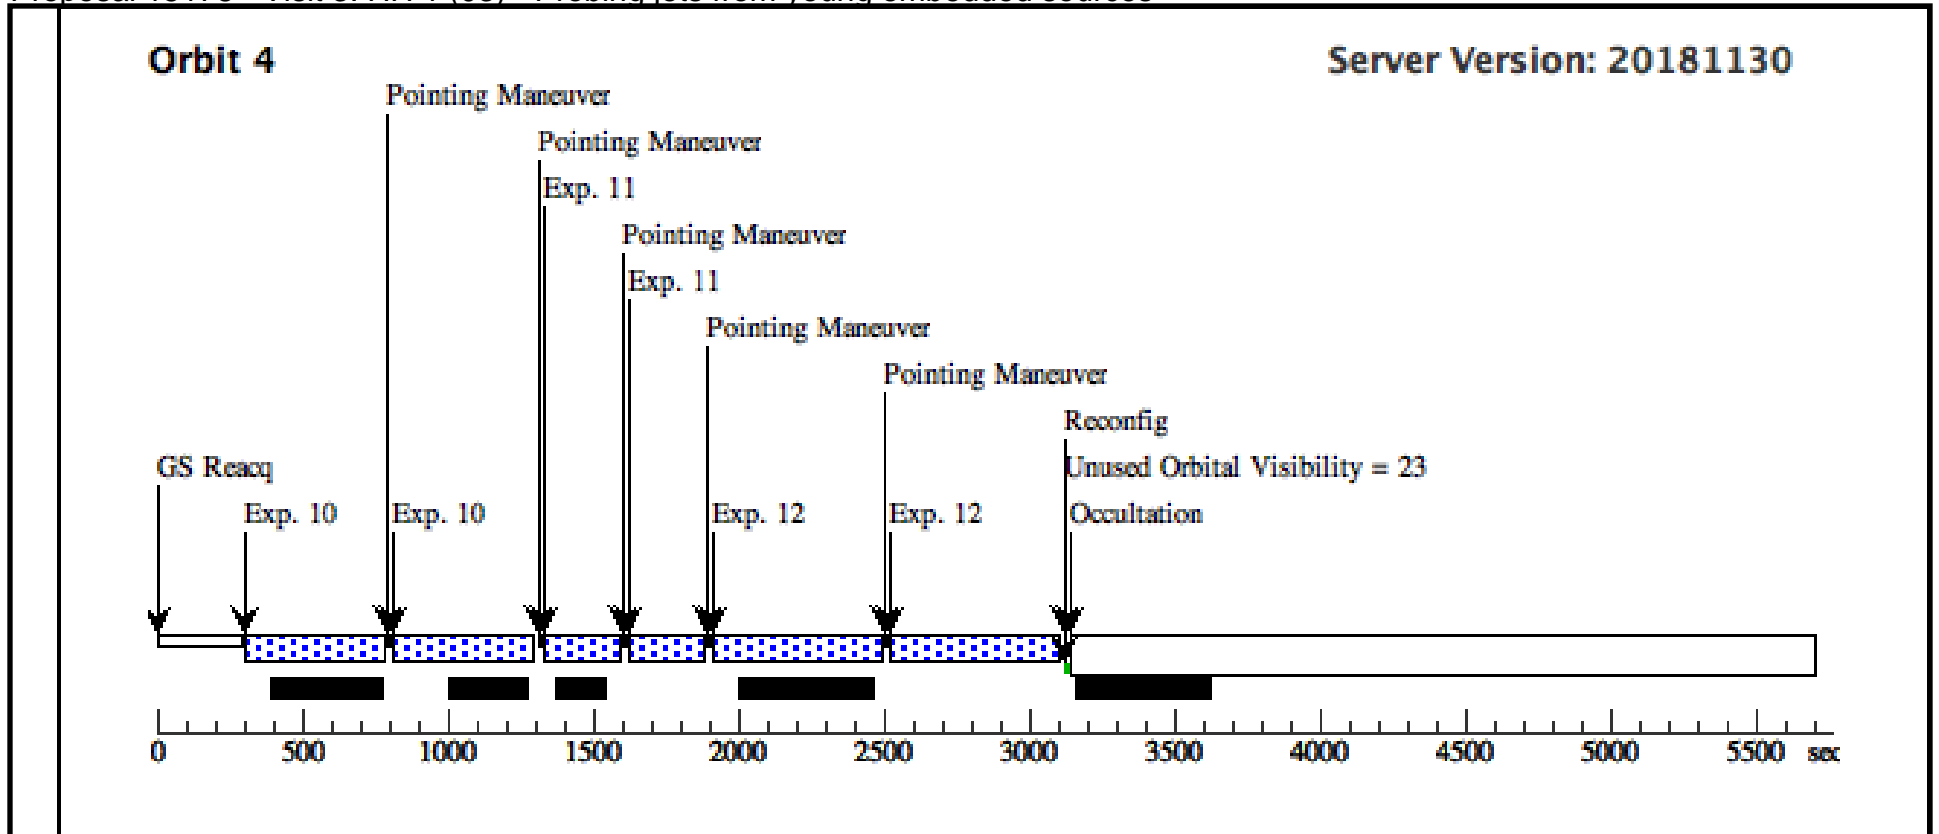 Orbit 4
Server Version: 20181130
Pointing Maneuver
Pointing Maneuver
Exp. 11
Pointing Maneuver
Exp. 11
Pointing Maneuver
Pointing Maneuver
Reconfig
GS Reacq
Unused Orbital Visibility = 23
Exp. 10
Exp. 10
Exp. 12
Exp. 12
Occultation
0 500 1000 1500 2000 2500 3000 3500 4000 4500 5000 5500 sec